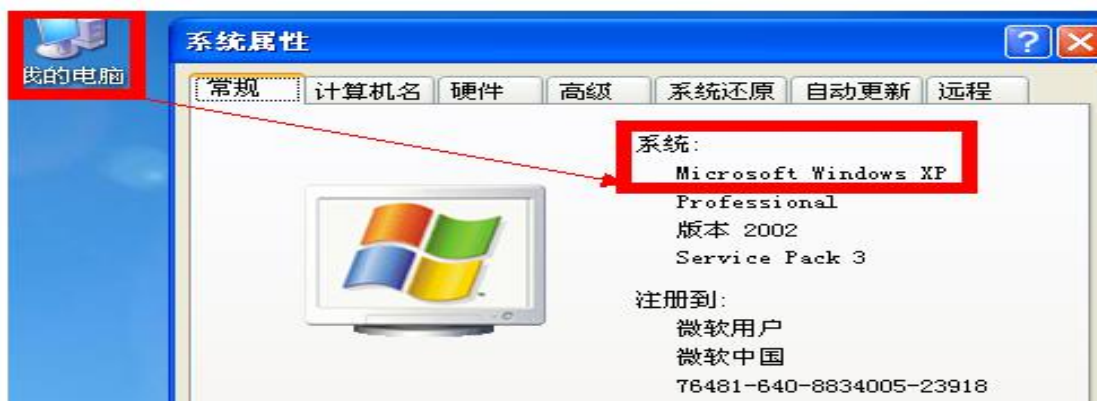 我的电脑
系统属性
常规 计算机名 硬件 高级 系统还原 自动更新 远程
系统:
Microsoft Windows XP
Professional
版本 2002
Service Pack 3
注册到:
微软用户
微软中国
76481-640-8834005-23918